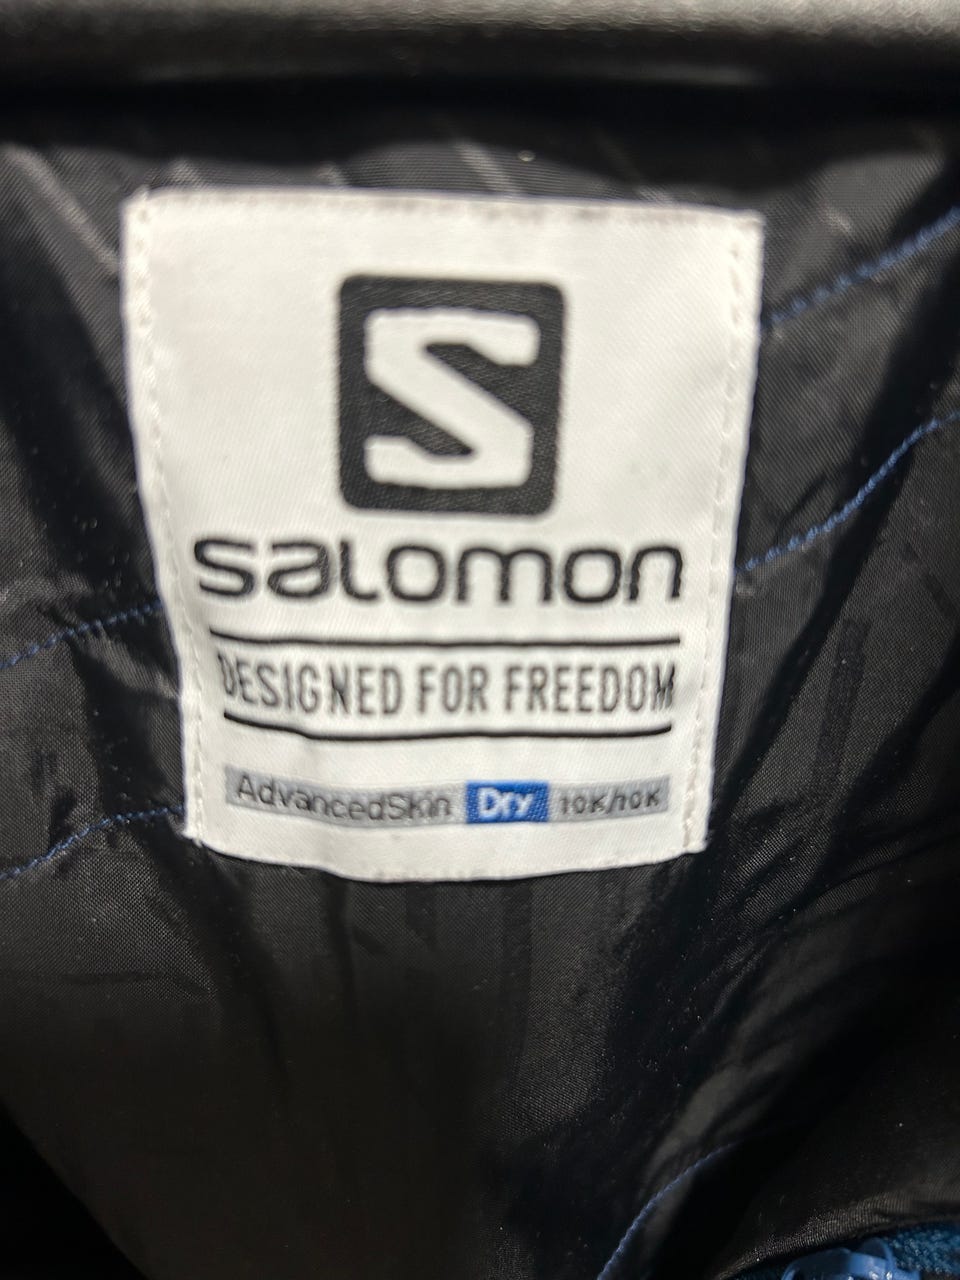 S
salomon
DESIGNED FOR FREEDOM
AdvancedSkin Dry 10K/10K